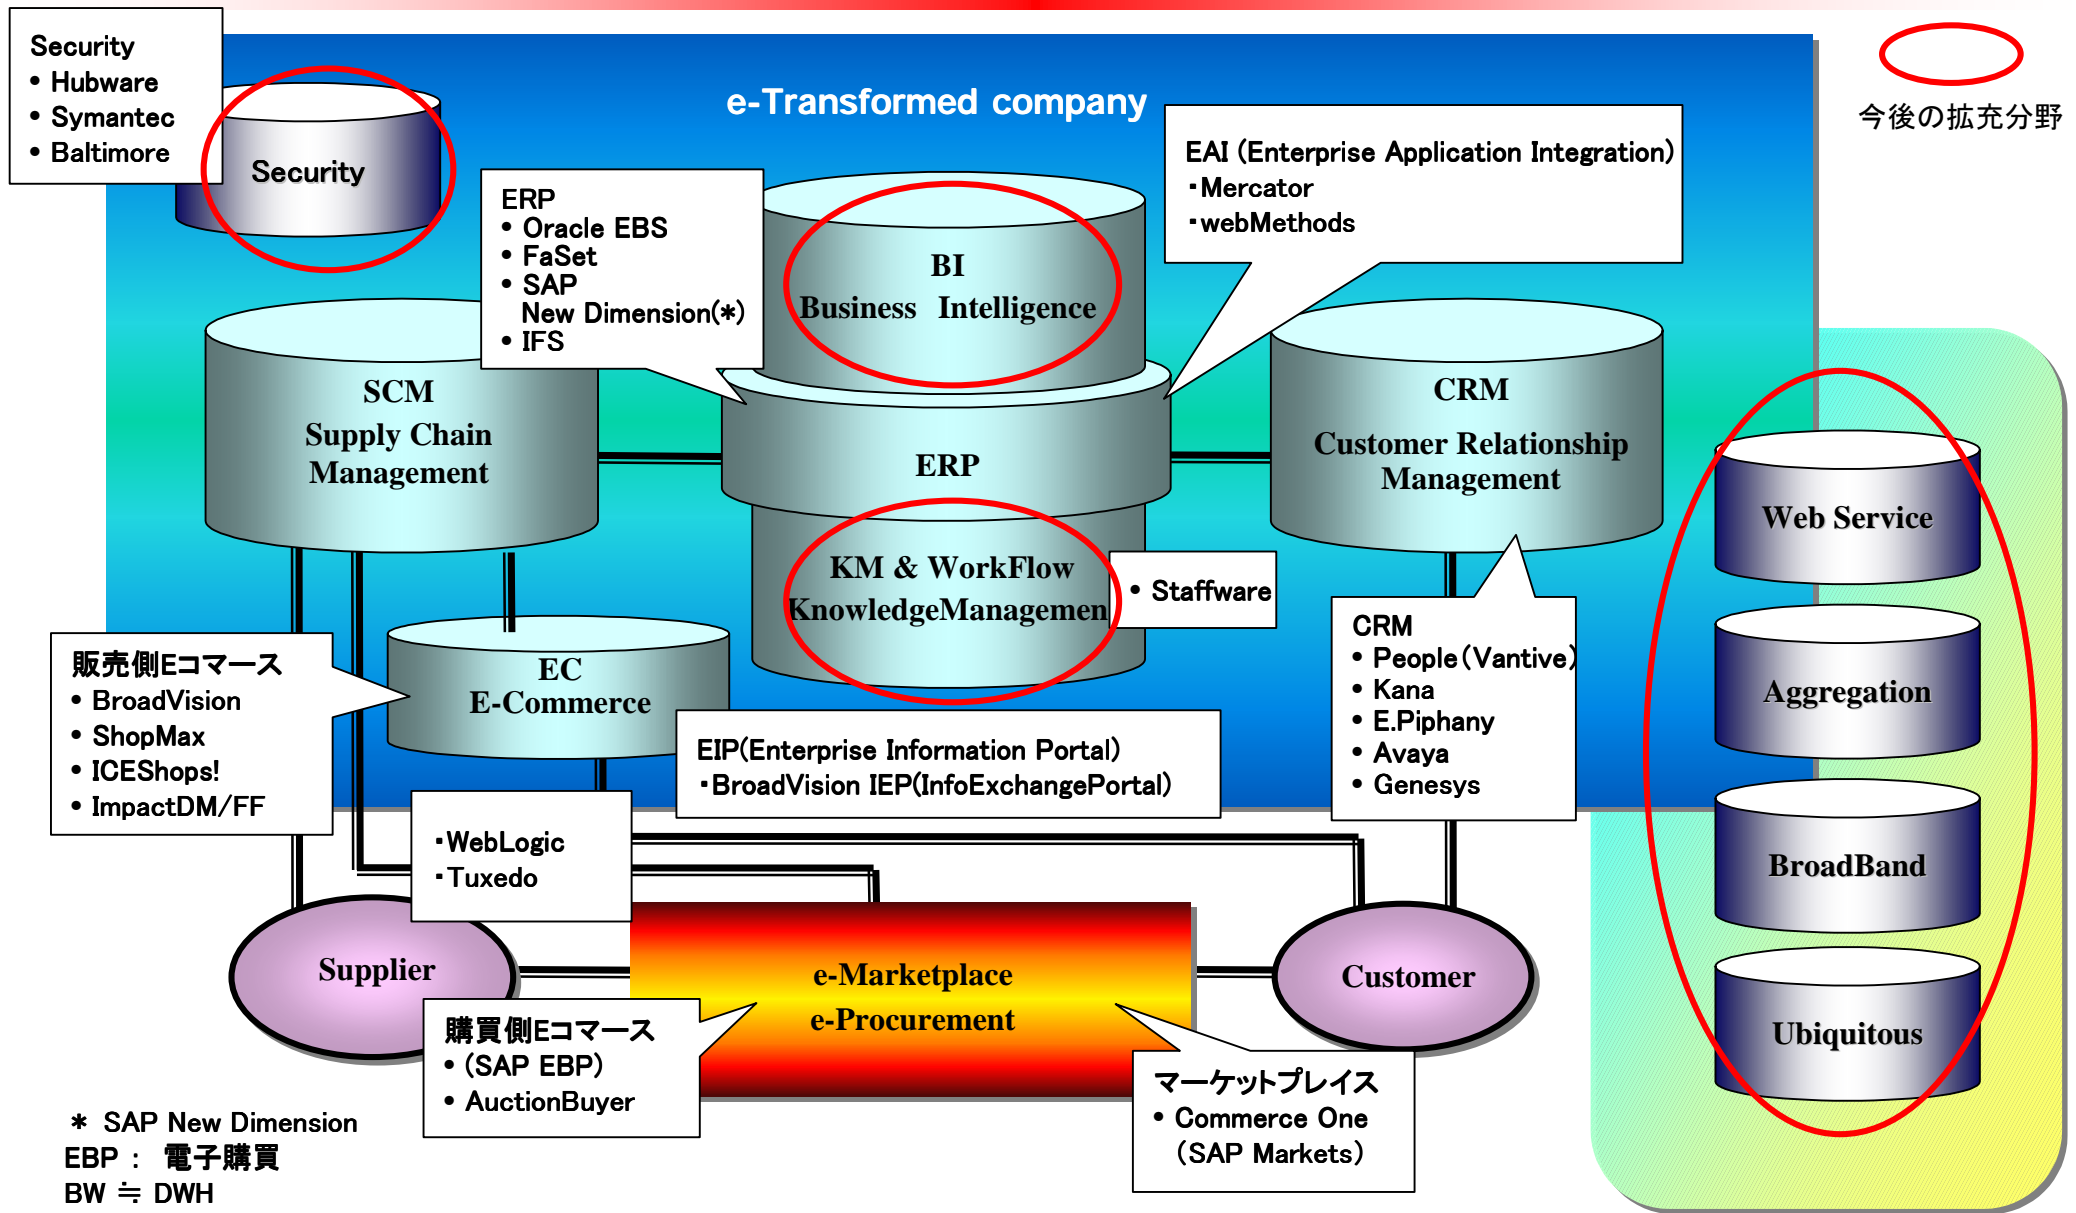 Security
• Hubware
• Symantec
• Baltimore
Security
e-Transformed company
今後の拡充分野
EAI (Enterprise Application Integration)
・Mercator
・webMethods
ERP
• Oracle EBS
• FaSet
• SAP
New Dimension(*)
• IFS
BI
Business Intelligence
SCM
Supply Chain
Management
ERP
CRM
Customer Relationship
Management
KM & WorkFlow
KnowledgeManagemen
• Staffware
Web Service
Aggregation
BroadBand
Ubiquitous
販売側Eコマース
• BroadVision
• ShopMax
• ICEShops!
• ImpactDM/FF
EC
E-Commerce
EIP(Enterprise Information Portal)
・BroadVision IEP(InfoExchangePortal)
CRM
• People(Vantive)
• Kana
• E.Piphany
• Avaya
• Genesys
・WebLogic
・Tuxedo
Supplier
e-Marketplace
e-Procurement
Customer
購買側Eコマース
• (SAP EBP)
• AuctionBuyer
マーケットプレイス
• Commerce One
(SAP Markets)
* SAP New Dimension
EBP : 電子購買
BW ≒ DWH